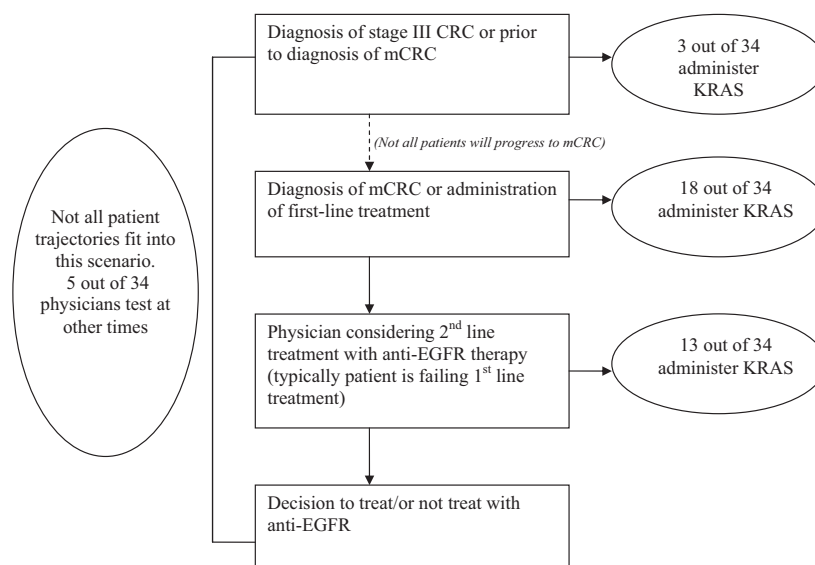 Diagnosis of stage III CRC or prior
to diagnosis of mCRC
3 out of 34
administer
KRAS
(Not all patients will progress to mCRC)
Diagnosis of mCRC or administration
of first-line treatment
18 out of 34
administer KRAS
Not all patient
trajectories fit into
this scenario.
5 out of 34
physicians test at
other times
Physician considering 2nd line
treatment with anti-EGFR therapy
(typically patient is failing 1st line
treatment)
13 out of 34
administer KRAS
Decision to treat/or not treat with
anti-EGFR